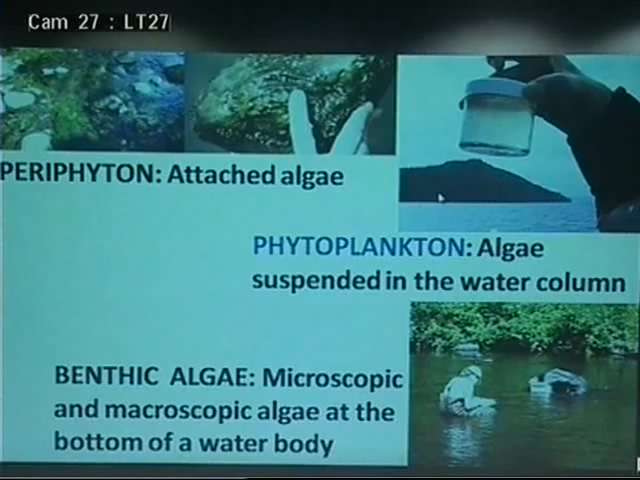 Cam 27 : LT27
PERIPHYTON: Attached algae
PHYTOPLANKTON: Algae
suspended in the water column
BENTHIC ALGAE: Microscopic
and macroscopic algae at the
bottom of a water body